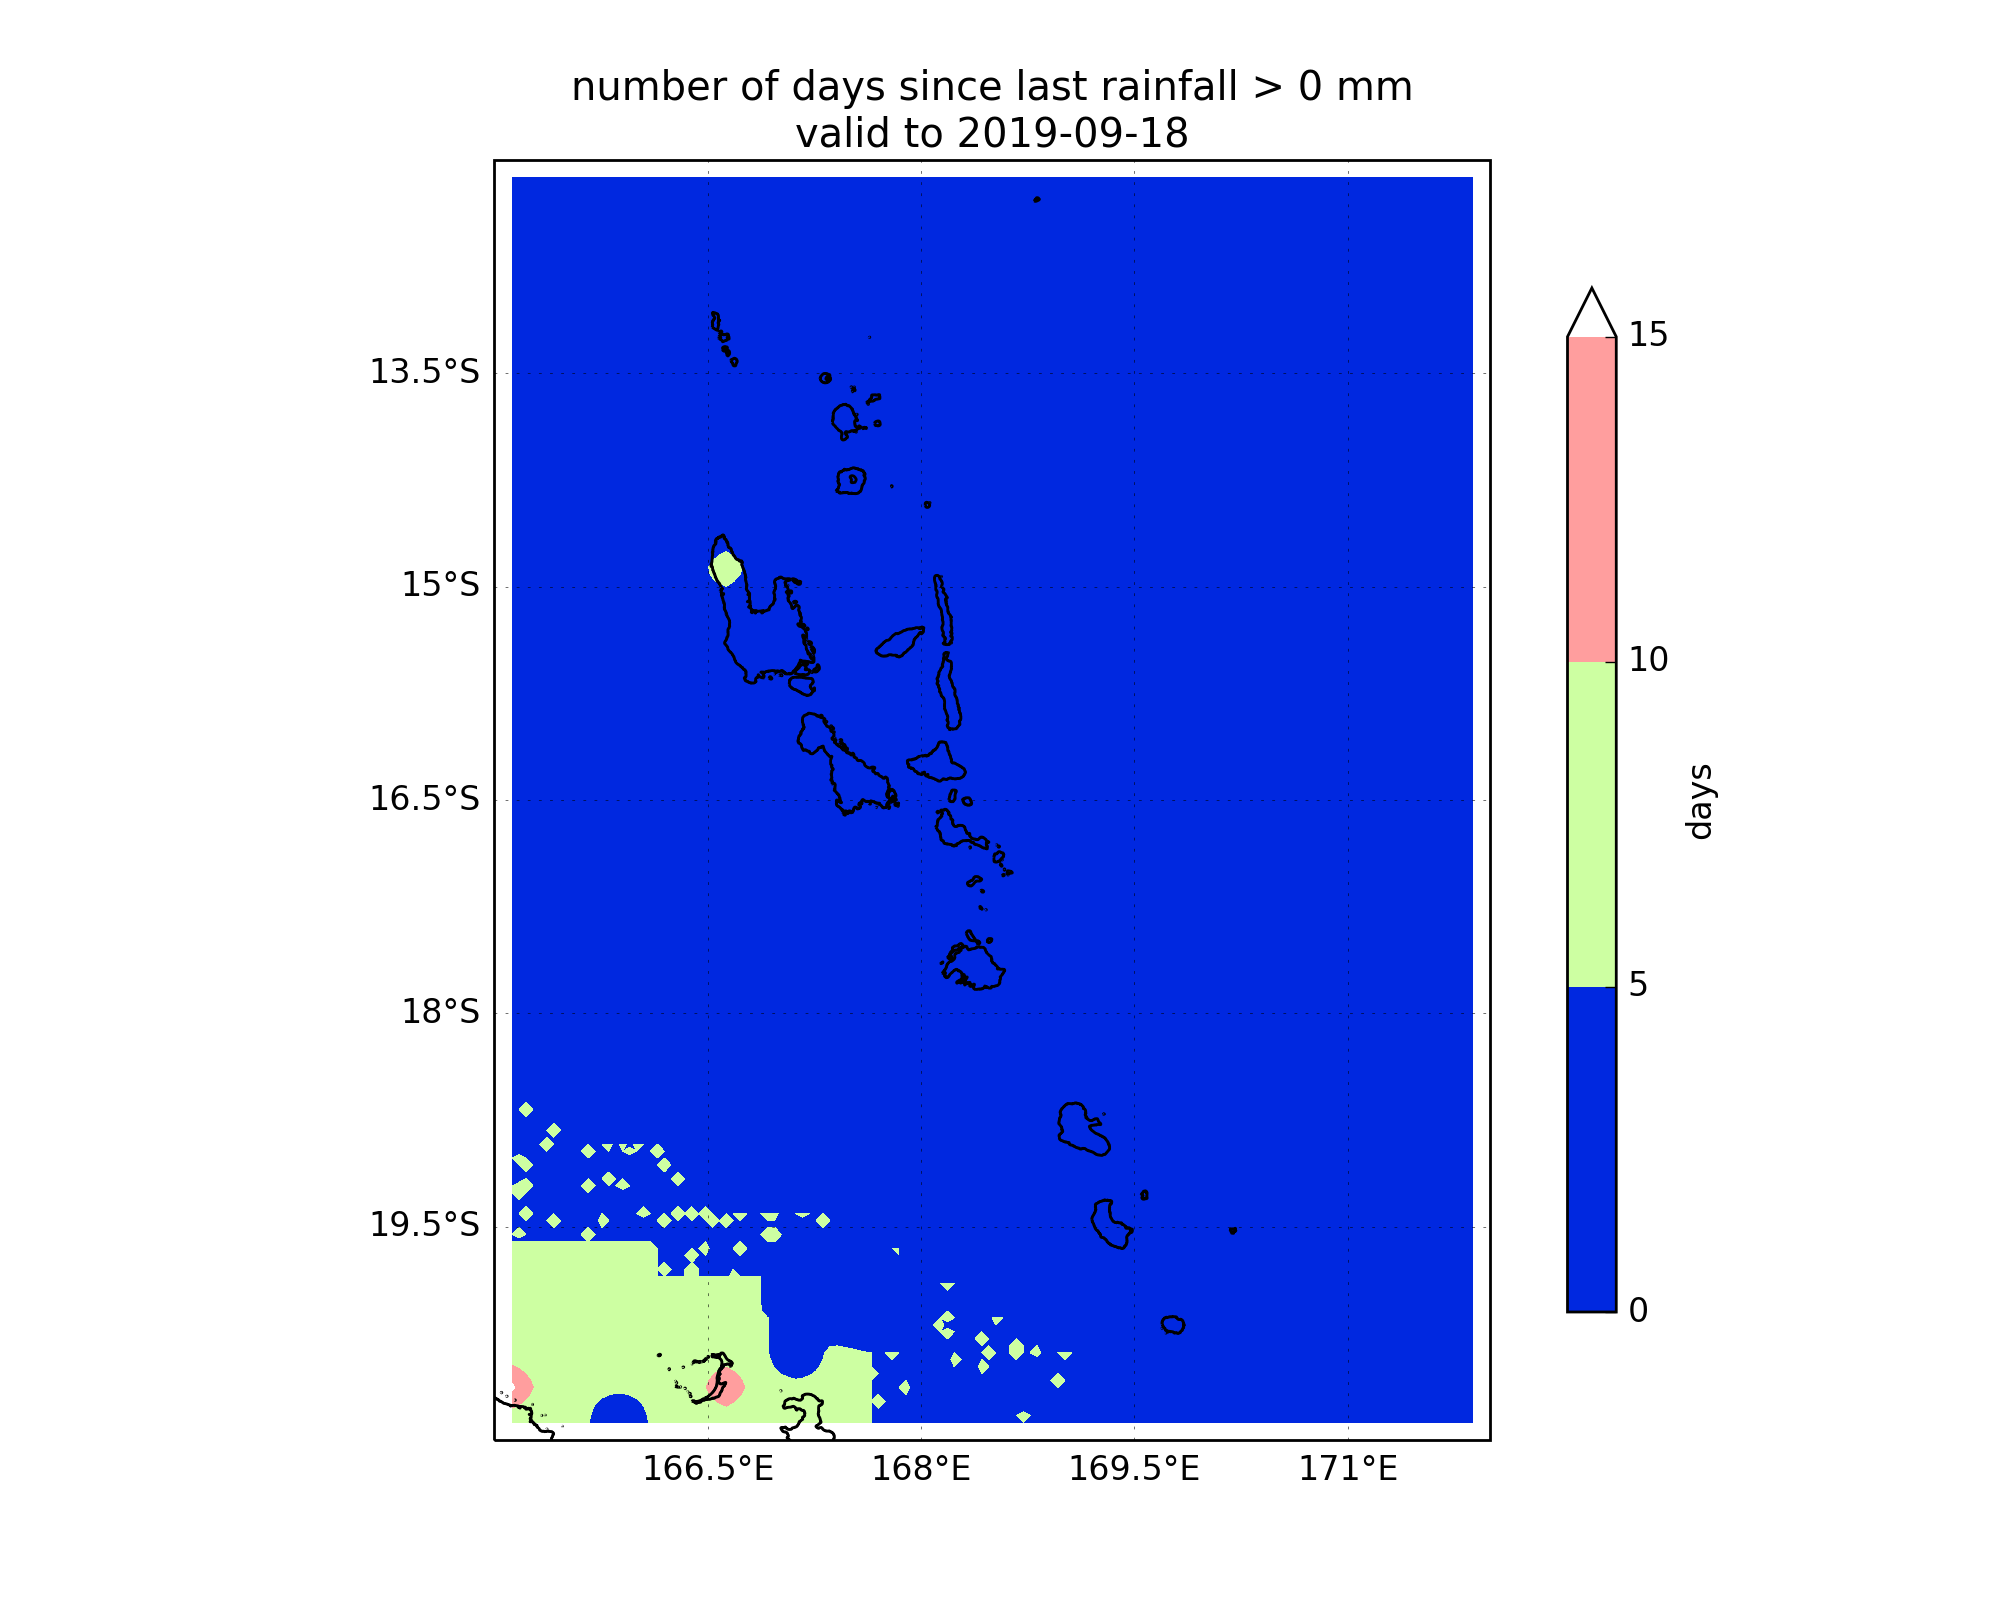 number of days since last rainfall > 0 mm
valid to 2019-09-18
13.5°S
15°S
16.5°S
18°S
19.5°S
166.5°E
168°E
169.5°E
171°E
15
10
5
0
days